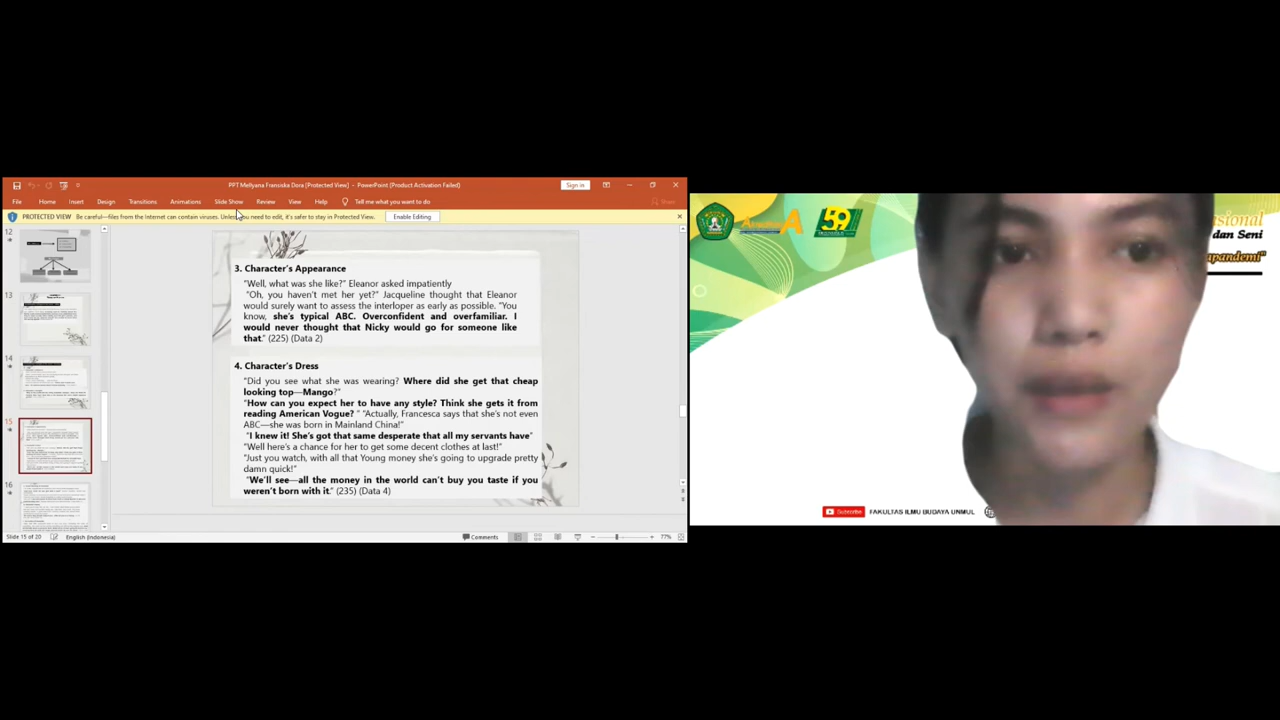 PPT Mellyana Fransiska Dora [Protected View] - PowerPoint (Product Activation Failed)
Sign in
File Home Insert Design Transitions Animations Slide Show Review View Help Tell me what you want to do Share
PROTECTED VIEW Be careful—files from the Internet can contain viruses. Unless you need to edit, it's safer to stay in Protected View. Enable Editing
12
13
14
15
16
3. Character's Appearance
"Well, what was she like?" Eleanor asked impatiently
"Oh, you haven't met her yet?" Jacqueline thought that Eleanor
would surely want to assess the interloper as early as possible. "You
know, she's typical ABC. Overconfident and overfamiliar. I
would never thought that Nicky would go for someone like
that." (225) (Data 2)
4. Character's Dress
"Did you see what she was wearing? Where did she get that cheap
looking top—Mango?"
"How can you expect her to have any style? Think she gets it from
reading American Vogue? " "Actually, Francesca says that she's not even
ABC—she was born in Mainland China!"
"I knew it! She's got that same desperate that all my servants have"
"Well here's a chance for her to get some decent clothes at last!"
"Just you watch, with all that Young money she's going to upgrade pretty
damn quick!"
"We'll see—all the money in the world can't buy you taste if you
weren't born with it." (235) (Data 4)
Slide 15 of 20 English (Indonesia) Comments 77%
59
sional
dan Seni
apandemi"
Subscribe FAKULTAS ILMU BUDAYA UNMUL